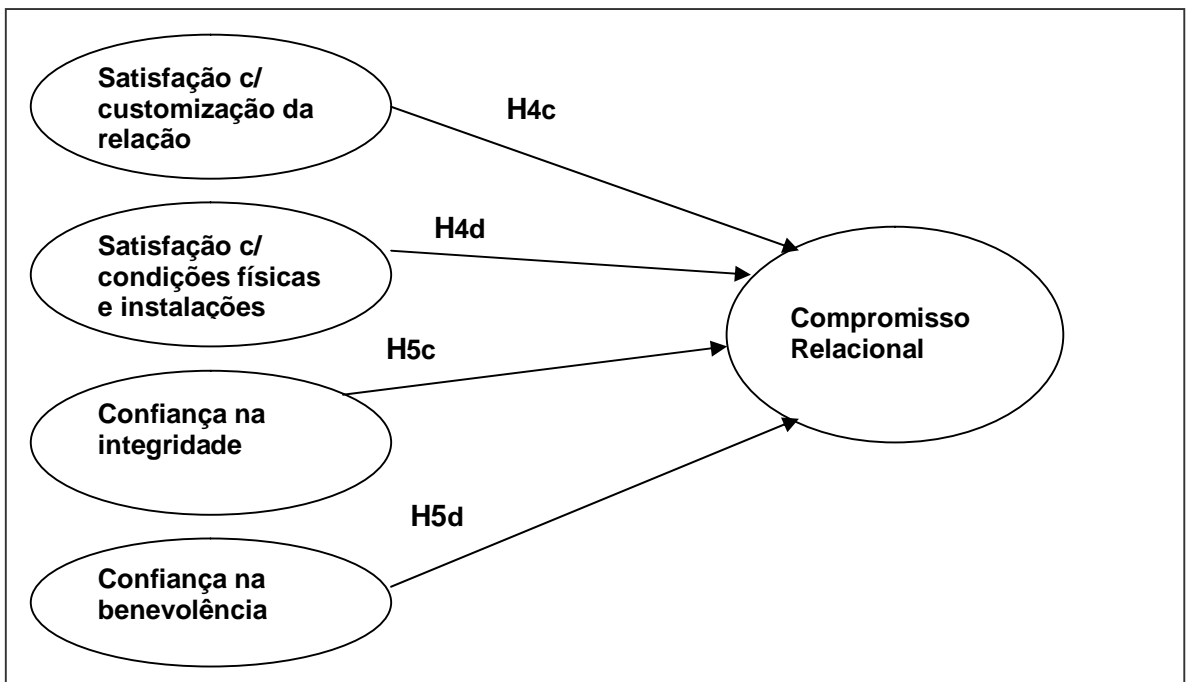 Satisfação c/
customização da
relação
H4c
Satisfação c/
condições físicas
e instalações
H4d
Confiança na
integridade
H5c
Confiança na
benevolência
H5d
Compromisso
Relacional